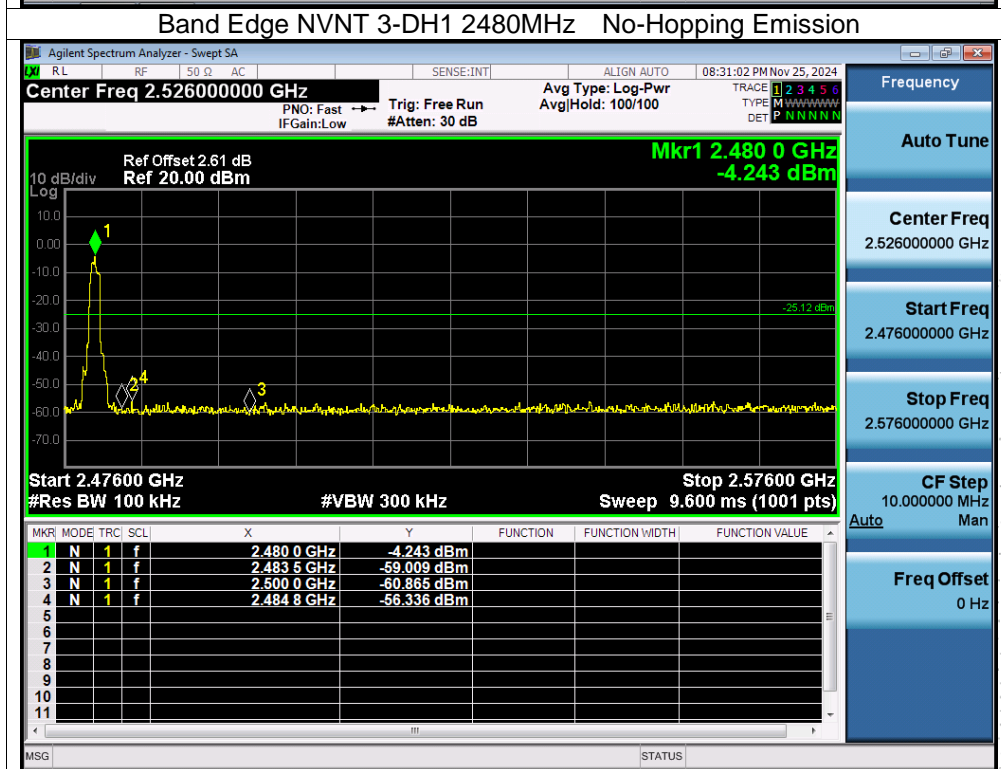 Band Edge NVNT 3-DH1 2480MHz No-Hopping Emission
Agilent Spectrum Analyzer - Swept SA
LXI RL RF 50 Ω AC SENSE:INT ALIGN AUTO 08:31:02 PM Nov 25, 2024
Center Freq 2.526000000 GHz
PNO: Fast
IFGain:Low
Trig: Free Run
#Atten: 30 dB
Avg Type: Log-Pwr
Avg|Hold: 100/100
TRACE 1 2 3 4 5 6
TYPE M WWWWW
DET P N N N N N
Frequency
Auto Tune
Center Freq
2.526000000 GHz
Start Freq
2.476000000 GHz
Stop Freq
2.576000000 GHz
CF Step
10.000000 MHz
Auto Man
Freq Offset
0 Hz
Mkr1 2.480 0 GHz
-4.243 dBm
Ref Offset 2.61 dB
10 dB/div Ref 20.00 dBm
Log
10.0
0.00
-10.0
-20.0
-30.0
-40.0
-50.0
-60.0
-70.0
1
2
4
3
-25.12 dBm
Start 2.47600 GHz Stop 2.57600 GHz
#Res BW 100 kHz #VBW 300 kHz Sweep 9.600 ms (1001 pts)
MKR MODE TRC SCL X Y FUNCTION FUNCTION WIDTH FUNCTION VALUE
1 N 1 f 2.480 0 GHz -4.243 dBm
2 N 1 f 2.483 5 GHz -59.009 dBm
3 N 1 f 2.500 0 GHz -60.865 dBm
4 N 1 f 2.484 8 GHz -56.336 dBm
5
6
7
8
9
10
11
MSG STATUS